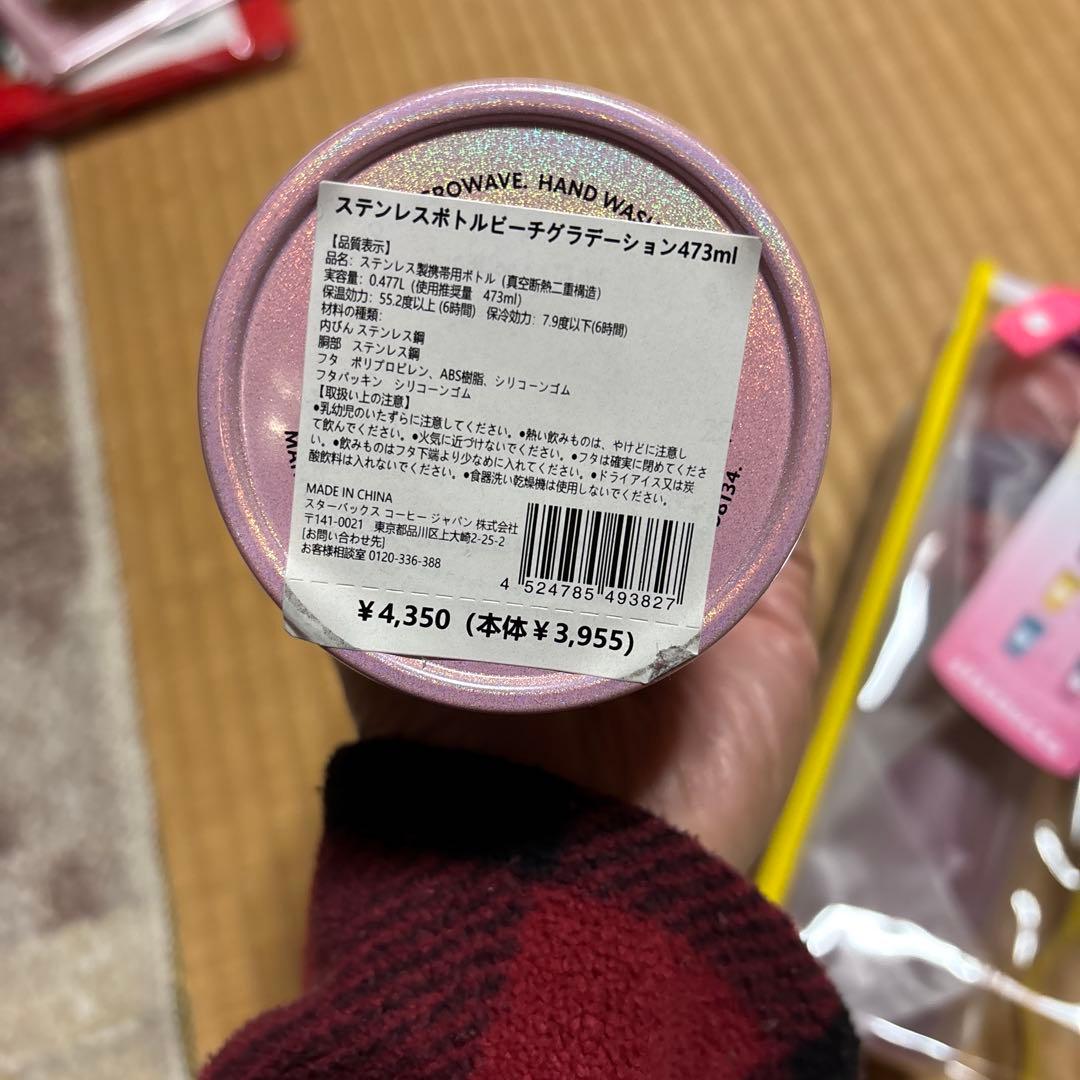 ROWAVE. HAND WASH
ステンレスボトルビーチグラデーション473ml
【品質表示】
品名: ステンレス製携帯用ボトル (真空断熱二重構造)
実容量: 0.477L (使用推奨量 473ml)
保温効力: 55.2度以上 (6時間) 保冷効力: 7.9度以下(6時間)
材料の種類:
内びん ステンレス鋼
胴部 ステンレス鋼
フタ ポリプロピレン、ABS樹脂、シリコーンゴム
フタパッキン シリコーンゴム
【取扱い上の注意】
●乳幼児のいたずらに注意してください。●熱い飲みものは、やけどに注意し
て飲んでください。●火気に近づけないでください。●フタは確実に閉めてくださ
い。●飲みものはフタ下端より少なめに入れてください。●ドライアイス又は炭
酸飲料は入れないでください。●食器洗い乾燥機は使用しないでください。
MADE IN CHINA
スターバックス コーヒー ジャパン 株式会社
〒141-0021 東京都品川区上大崎2-25-2
[お問い合わせ先]
お客様相談室 0120-336-388
4 524785 493827
￥4,350 (本体￥3,955)